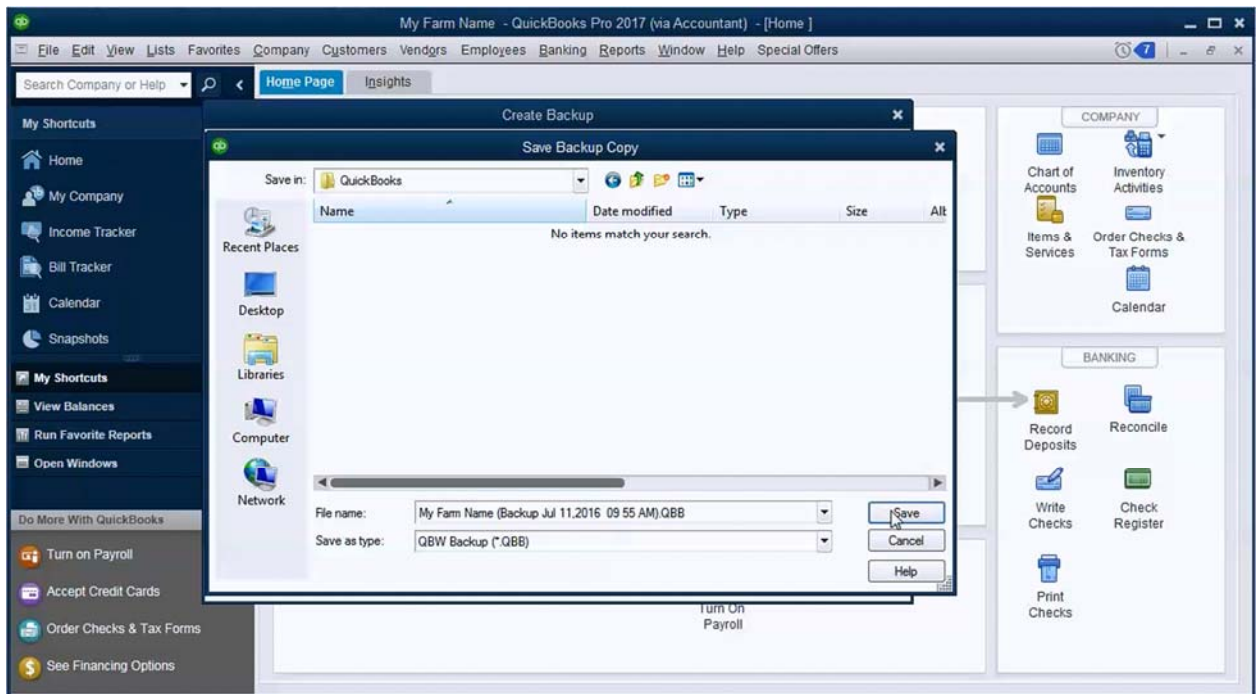 My Farm Name - QuickBooks Pro 2017 (via Accountant) - [Home ]
File Edit View Lists Favorites Company Customers Vendors Employees Banking Reports Window Help Special Offers
7
Search Company or Help
Home Page Insights
My Shortcuts
Home
My Company
Income Tracker
Bill Tracker
Calendar
Snapshots
My Shortcuts
View Balances
Run Favorite Reports
Open Windows
Do More With QuickBooks
Turn on Payroll
Accept Credit Cards
Order Checks & Tax Forms
See Financing Options
Create Backup
Save Backup Copy
Save in: QuickBooks
Name Date modified Type Size Alt
No items match your search.
Recent Places
Desktop
Libraries
Computer
Network
File name: My Farm Name (Backup Jul 11,2016 09 55 AM).QBB
Save as type: QBW Backup (*.QBB)
Save
Cancel
Help
Turn On
Payroll
COMPANY
Chart of
Accounts
Inventory
Activities
Items &
Services
Order Checks &
Tax Forms
Calendar
BANKING
Record
Deposits
Reconcile
Write
Checks
Check
Register
Print
Checks